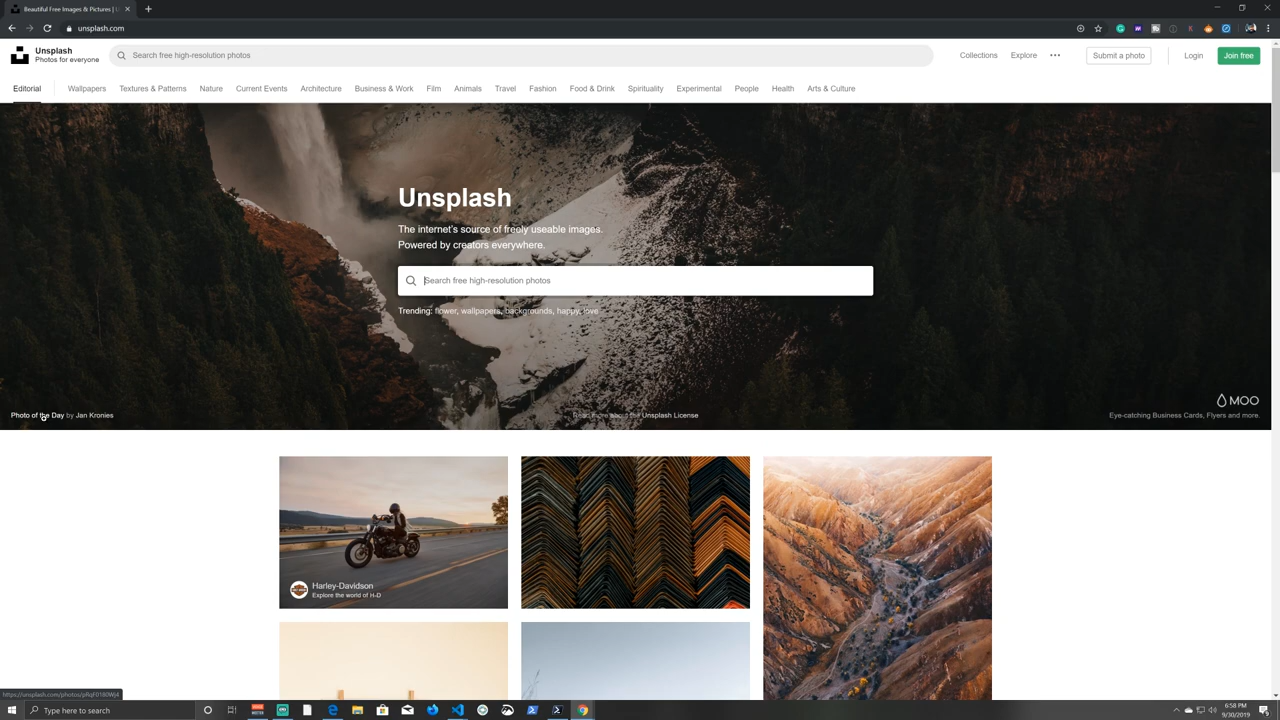 Beautiful Free Images & Pictures | U
unsplash.com
Unsplash
Photos for everyone
Search free high-resolution photos
Collections
Explore
Submit a photo
Login
Join free
Editorial
Wallpapers
Textures & Patterns
Nature
Current Events
Architecture
Business & Work
Film
Animals
Travel
Fashion
Food & Drink
Spirituality
Experimental
People
Health
Arts & Culture
Unsplash
The internet's source of freely useable images.
Powered by creators everywhere.
Search free high-resolution photos
Trending: flower, wallpapers, backgrounds, happy, love
Photo of the Day by Jan Kronies
Read more about the Unsplash License
MOO
Eye-catching Business Cards, Flyers and more.
Harley-Davidson
Explore the world of H-D
Type here to search
6:58 PM
9/30/2019